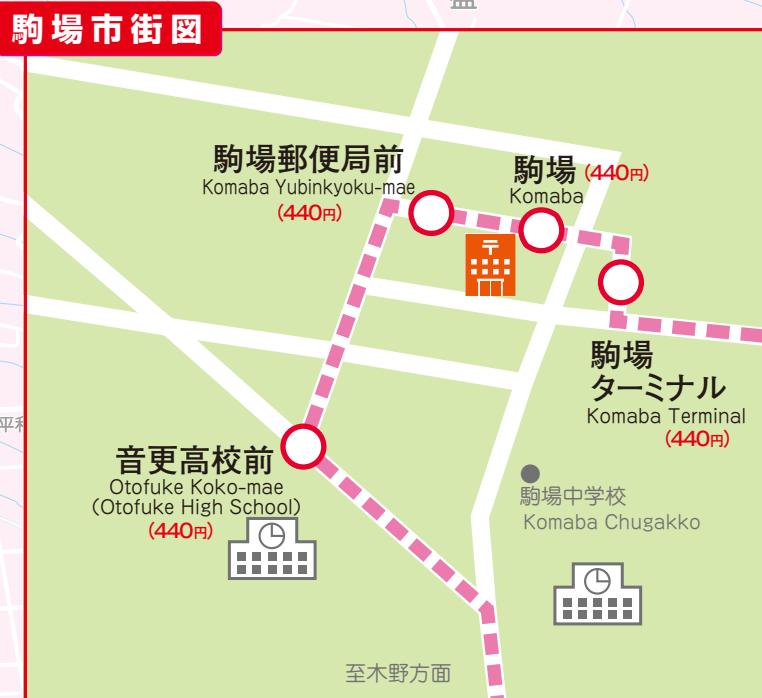 駒場市街図
駒場郵便局前
Komaba Yubinkyoku-mae
(440円)
駒場 (440円)
Komaba
駒場
ターミナル
Komaba Terminal
(440円)
音更高校前
Otofuke Koko-mae
(Otofuke High School)
(440円)
駒場中学校
Komaba Chugakko
至木野方面